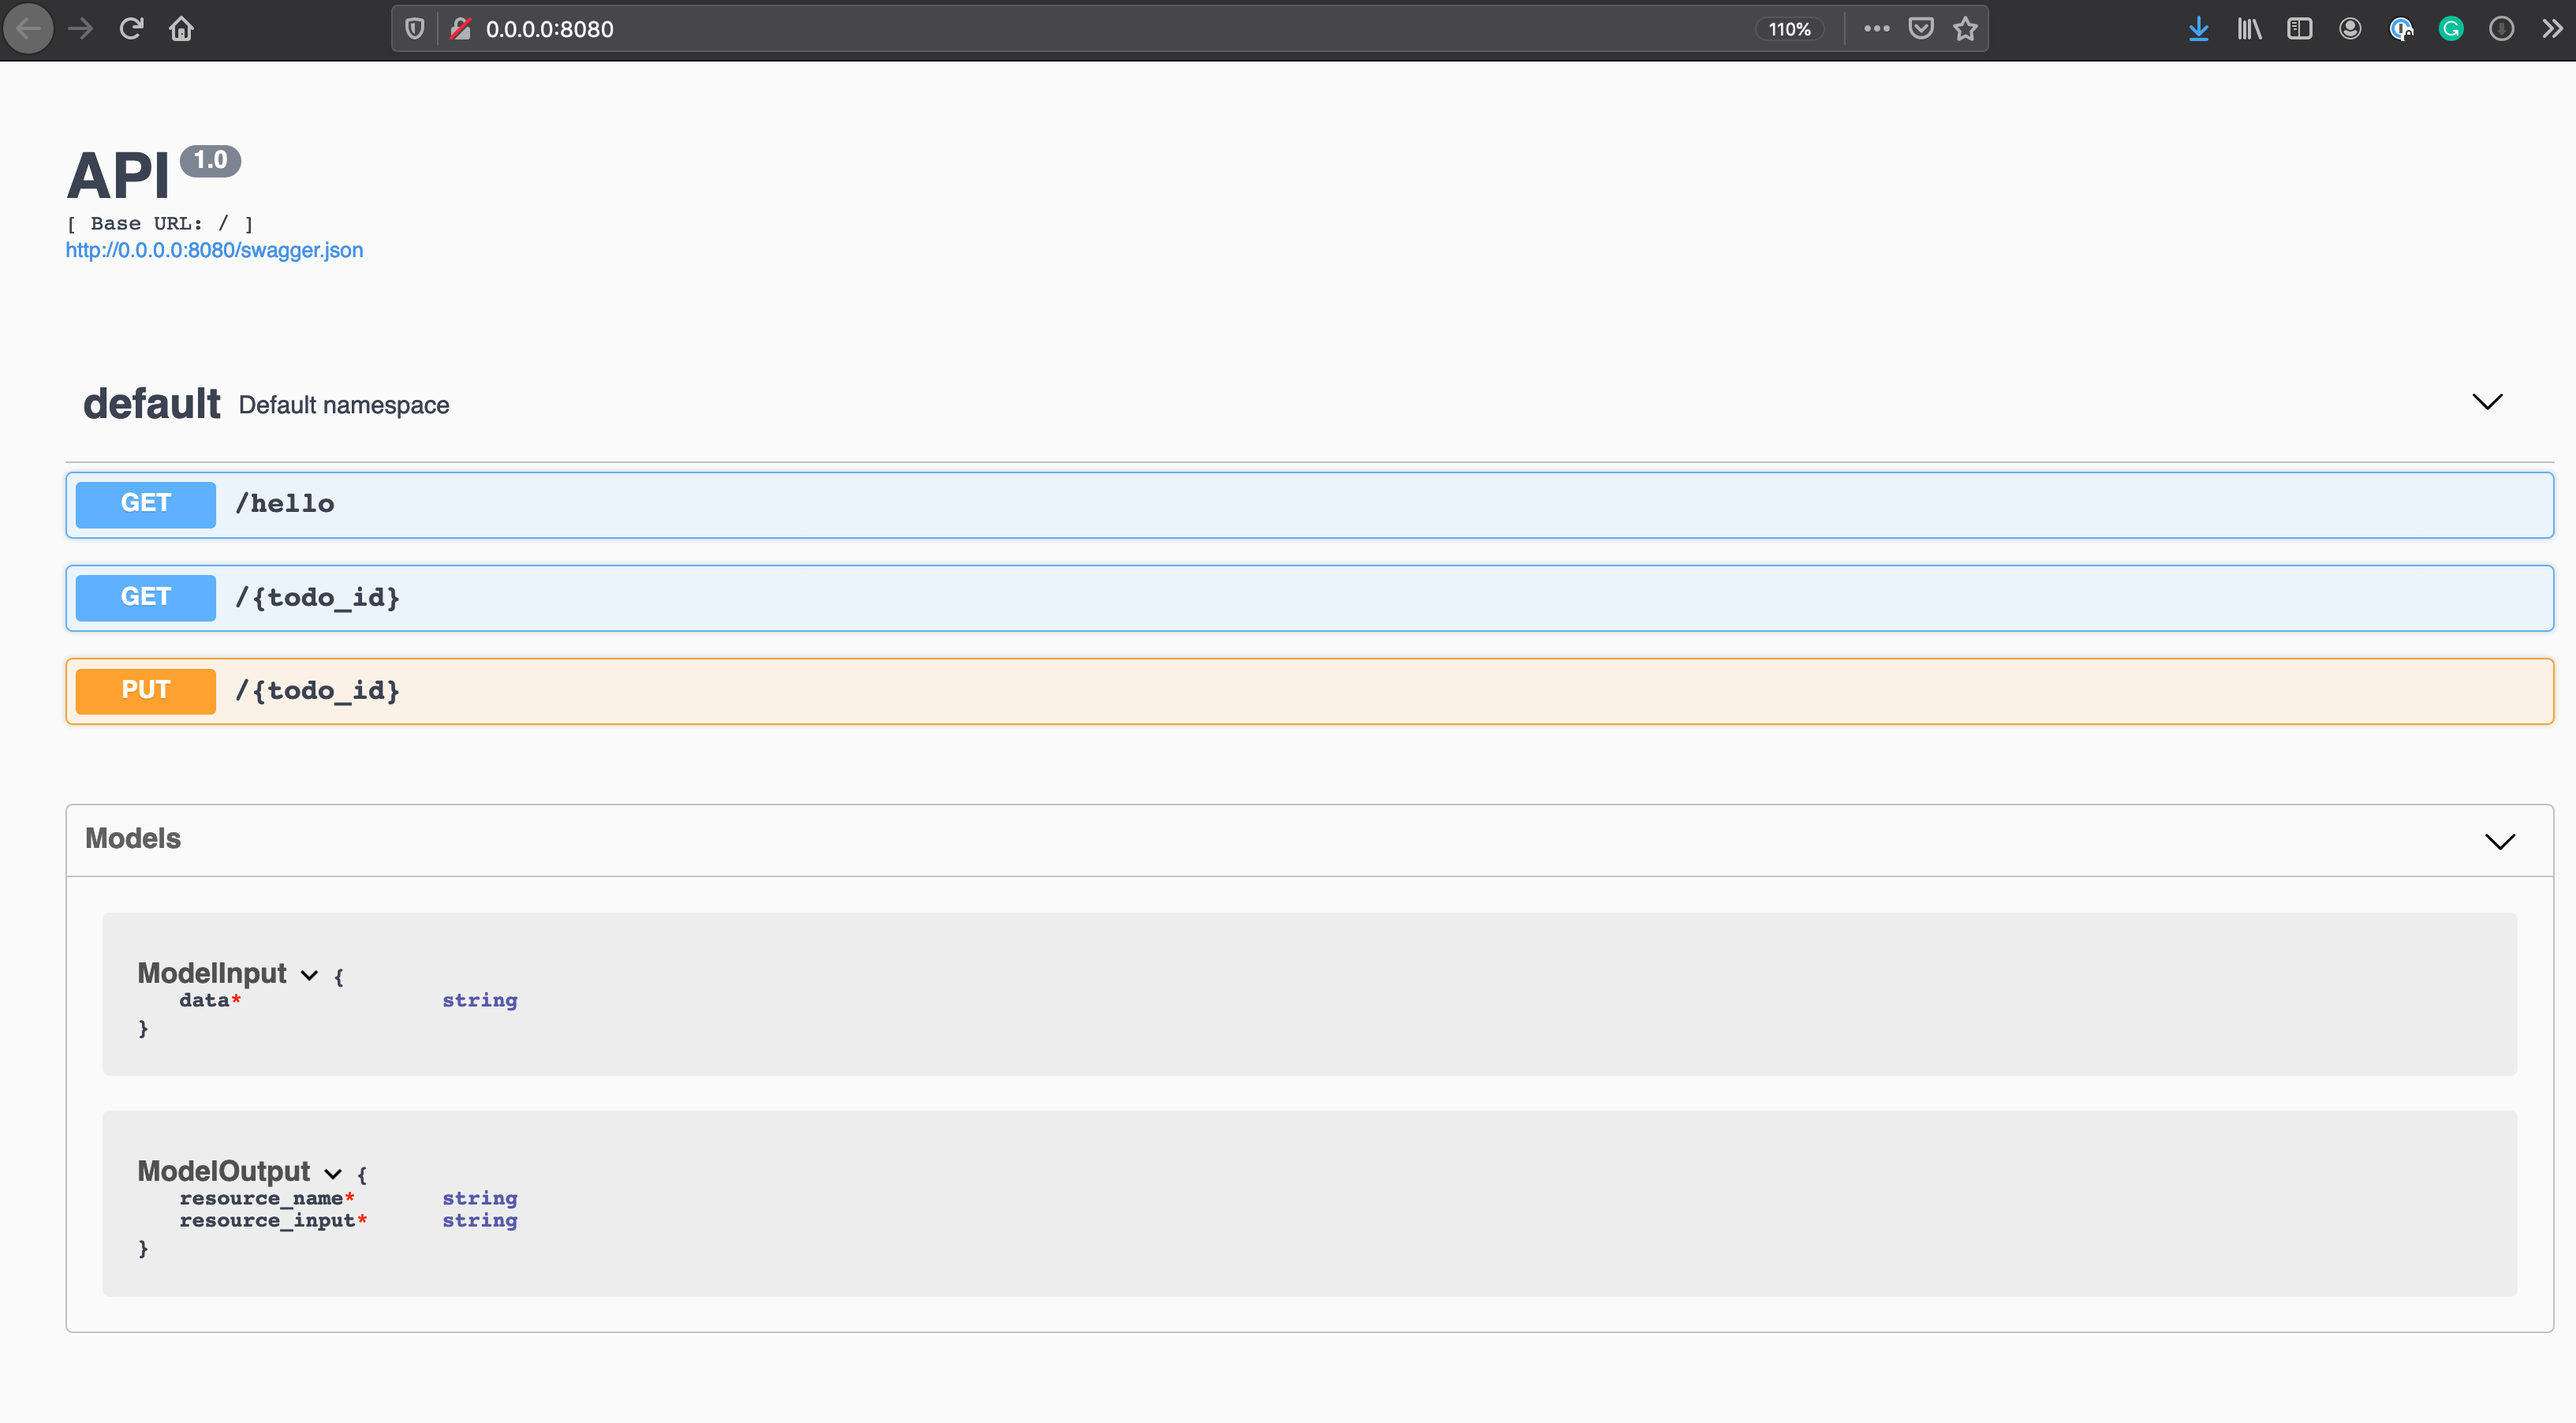 0.0.0.0:8080
110%
API 1.0
[ Base URL: / ]
http://0.0.0.0:8080/swagger.json
default Default namespace
GET /hello
GET /{todo_id}
PUT /{todo_id}
Models
ModelInput {
data* string
}
ModelOutput {
resource_name* string
resource_input* string
}